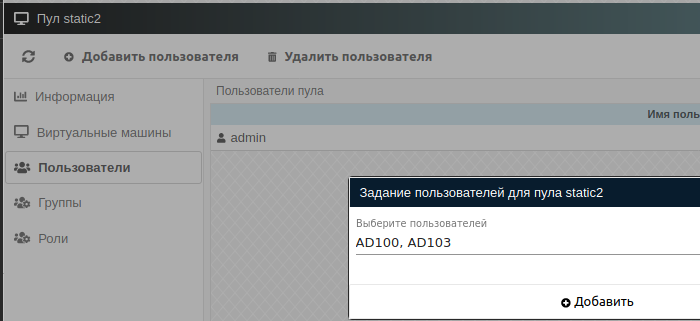 Пул static2
Добавить пользователя Удалить пользователя
Информация
Виртуальные машины
Пользователи
Группы
Роли
Пользователи пула
Имя поль
admin
Задание пользователей для пула static2
Выберите пользователей
AD100, AD103
Добавить